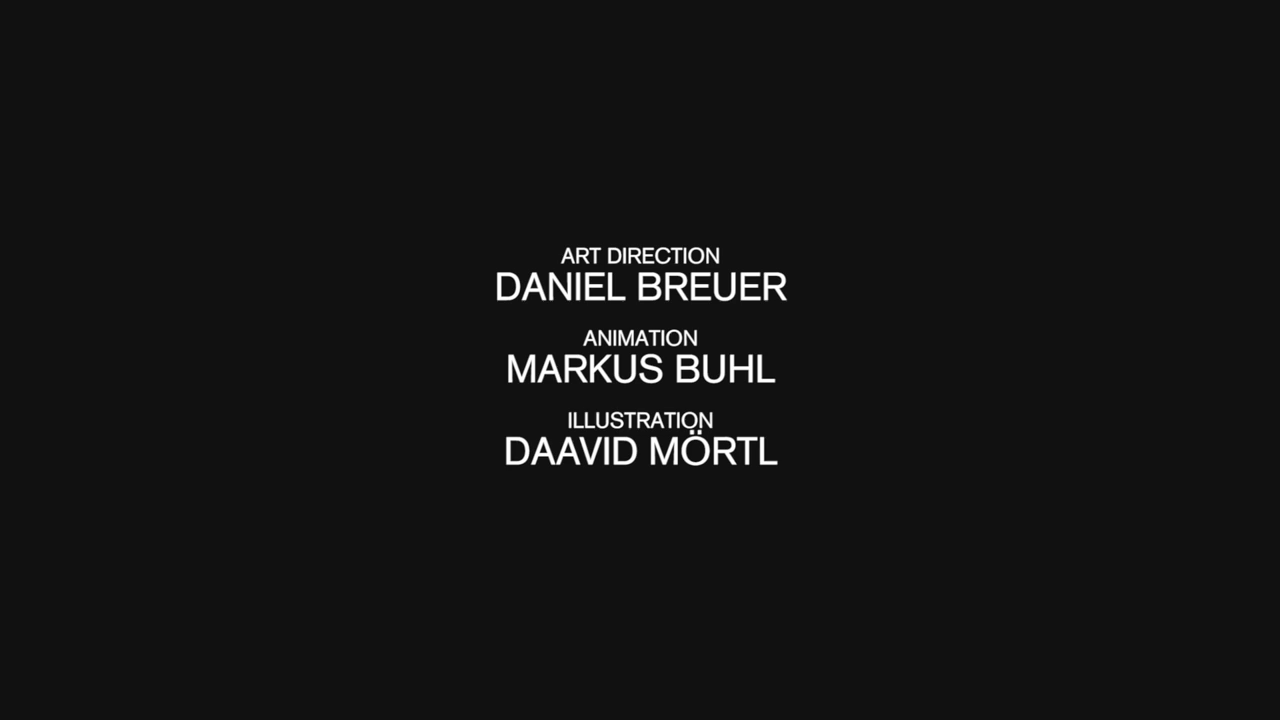 ART DIRECTION
DANIEL BREUER
ANIMATION
MARKUS BUHL
ILLUSTRATION
DAAVID MÖRTL